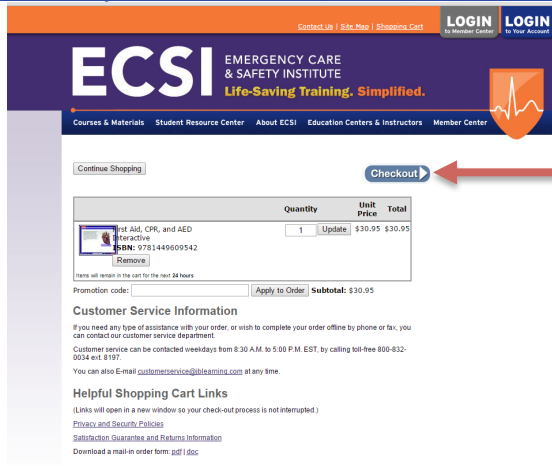 Contact Us | Site Map | Shopping Cart
LOGIN
to Member Center
LOGIN
to Your Account
ECSI
EMERGENCY CARE
& SAFETY INSTITUTE
Life-Saving Training. Simplified.
Courses & Materials Student Resource Center About ECSI Education Centers & Instructors Member Center
Continue Shopping
Checkout
Quantity Unit Price Total
First Aid, CPR, and AED
Interactive
ISBN: 9781449609542
1 Update $30.95 $30.95
Remove
Items will remain in the cart for the next 24 hours
Promotion code: Apply to Order Subtotal: $30.95
Customer Service Information
If you need any type of assistance with your order, or wish to complete your order offline by phone or fax, you
can contact our customer service department.
Customer service can be contacted weekdays from 8:30 A.M. to 5:00 P.M. EST, by calling toll-free 800-832-
0034 ext. 8197.
You can also E-mail customerservice@jblearning.com at any time.
Helpful Shopping Cart Links
(Links will open in a new window so your check-out process is not interrupted.)
Privacy and Security Policies
Satisfaction Guarantee and Returns Information
Download a mail-in order form: pdf | doc